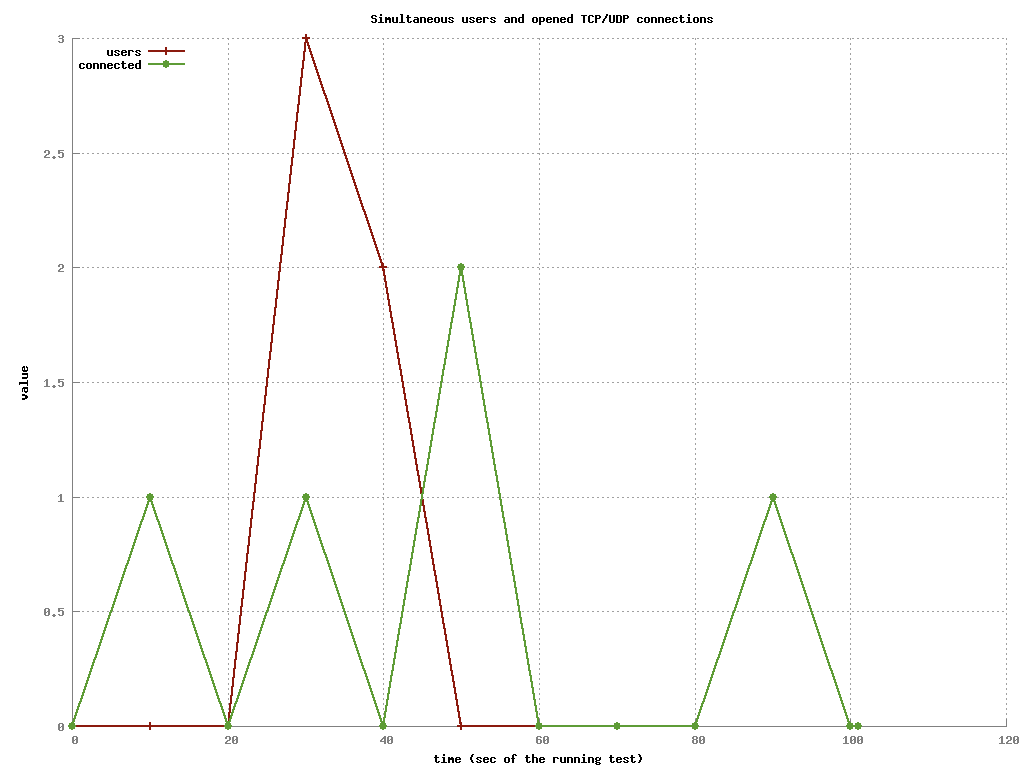 Simultaneous users and opened TCP/UDP connections
users
connected
3
2.5
2
1.5
1
0.5
0
value
0 20 40 60 80 100 120
time (sec of the running test)